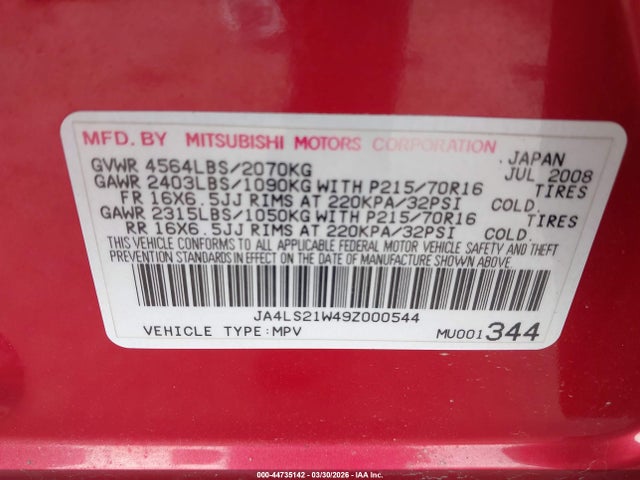 MFD. BY MITSUBISHI MOTORS CORPORATION
GVWR 4564LBS/2070KG JAPAN JUL 2008
GAWR 2403LBS/1090KG WITH P215/70R16 TIRES
FR 16X6.5JJ RIMS AT 220KPA/32PSI COLD.
GAWR 2315LBS/1050KG WITH P215/70R16 TIRES
RR 16X6.5JJ RIMS AT 220KPA/32PSI COLD.
THIS VEHICLE CONFORMS TO ALL APPLICABLE FEDERAL MOTOR VEHICLE SAFETY AND THEFT
PREVENTION STANDARDS IN EFFECT ON THE DATE OF MANUFACTURE SHOWN ABOVE.
JA4LS21W49Z000544
VEHICLE TYPE:MPV MU001344
000-44735142 - 03/30/2026 - IAA Inc.